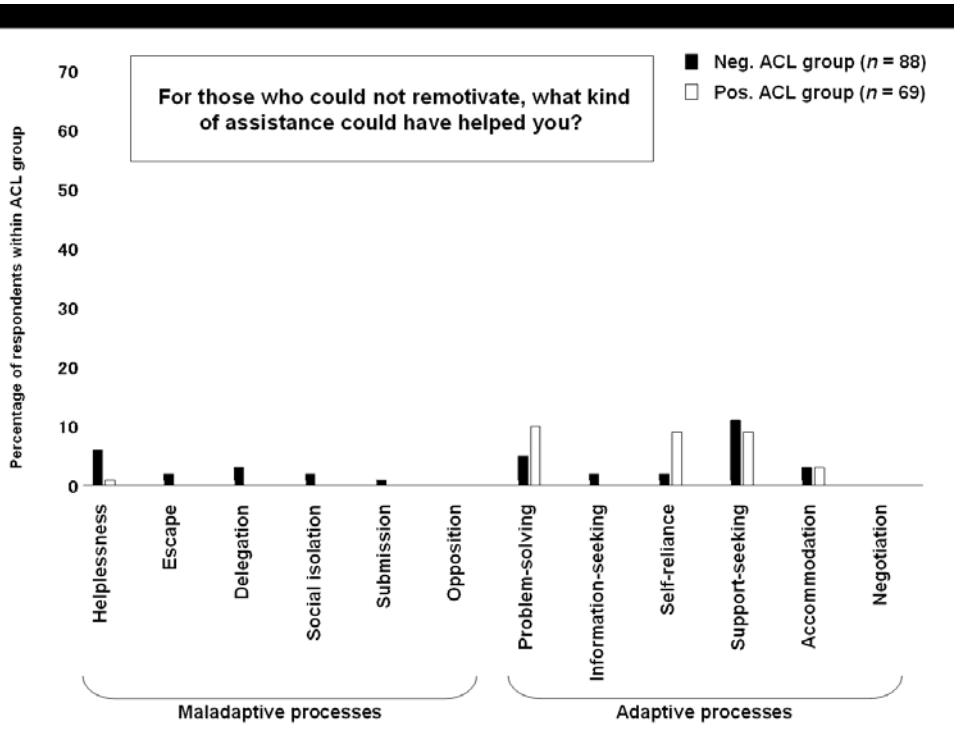 Neg. ACL group (n = 88)
Pos. ACL group (n = 69)
For those who could not remotivate, what kind
of assistance could have helped you?
Percentage of respondents within ACL group
70
60
50
40
30
20
10
0
Helplessness
Escape
Delegation
Social isolation
Submission
Opposition
Problem-solving
Information-seeking
Self-reliance
Support-seeking
Accommodation
Negotiation
Maladaptive processes
Adaptive processes